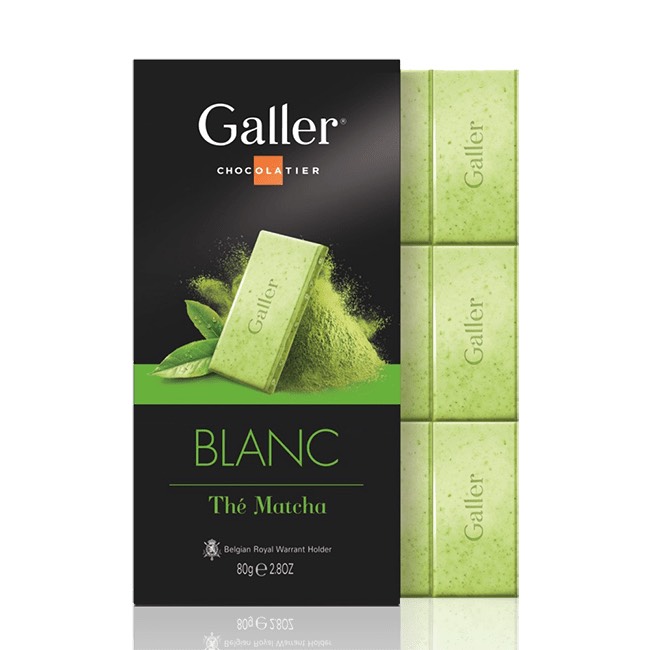 Galler®
CHOCOLATIER
Galler
BLANC
Thé Matcha
Belgian Royal Warrant Holder
80g e 2.8OZ
Galler
Galler
Galler